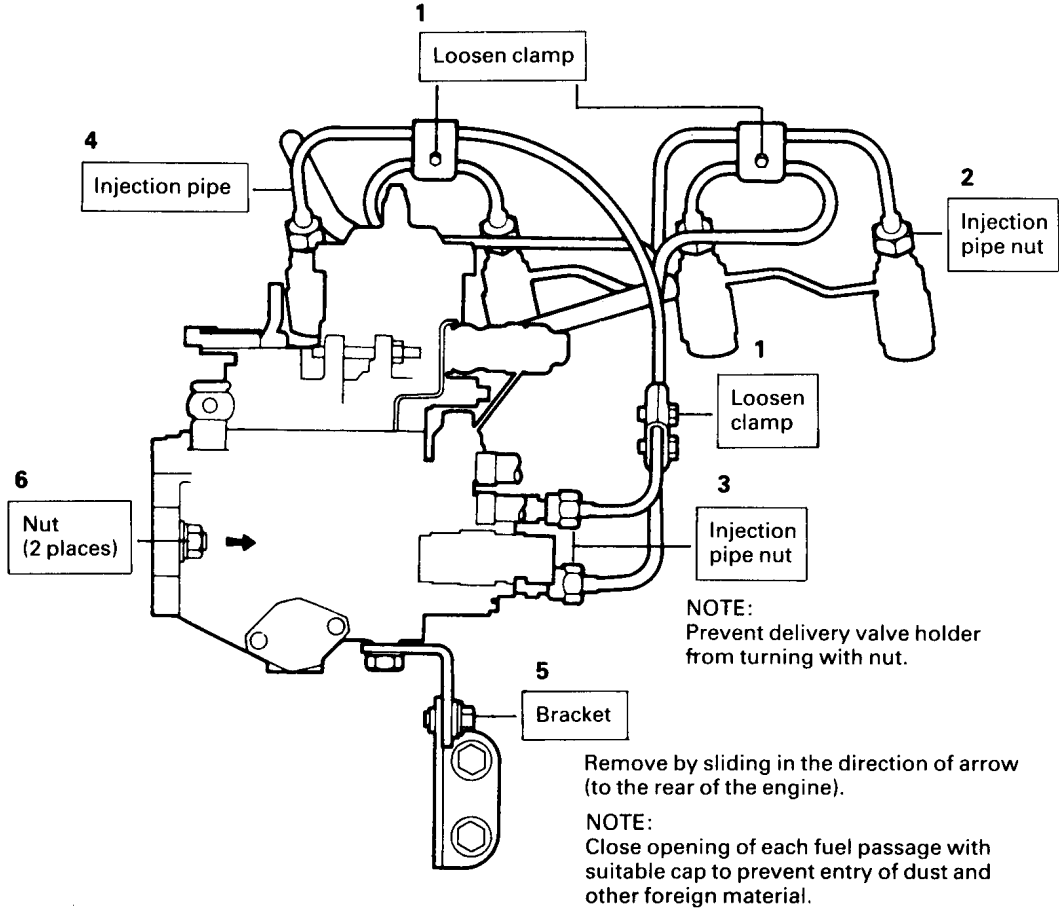 1
Loosen clamp
4
Injection pipe
2
Injection
pipe nut
1
Loosen
clamp
6
Nut
(2 places)
3
Injection
pipe nut
NOTE:
Prevent delivery valve holder
from turning with nut.
5
Bracket
Remove by sliding in the direction of arrow
(to the rear of the engine).
NOTE:
Close opening of each fuel passage with
suitable cap to prevent entry of dust and
other foreign material.